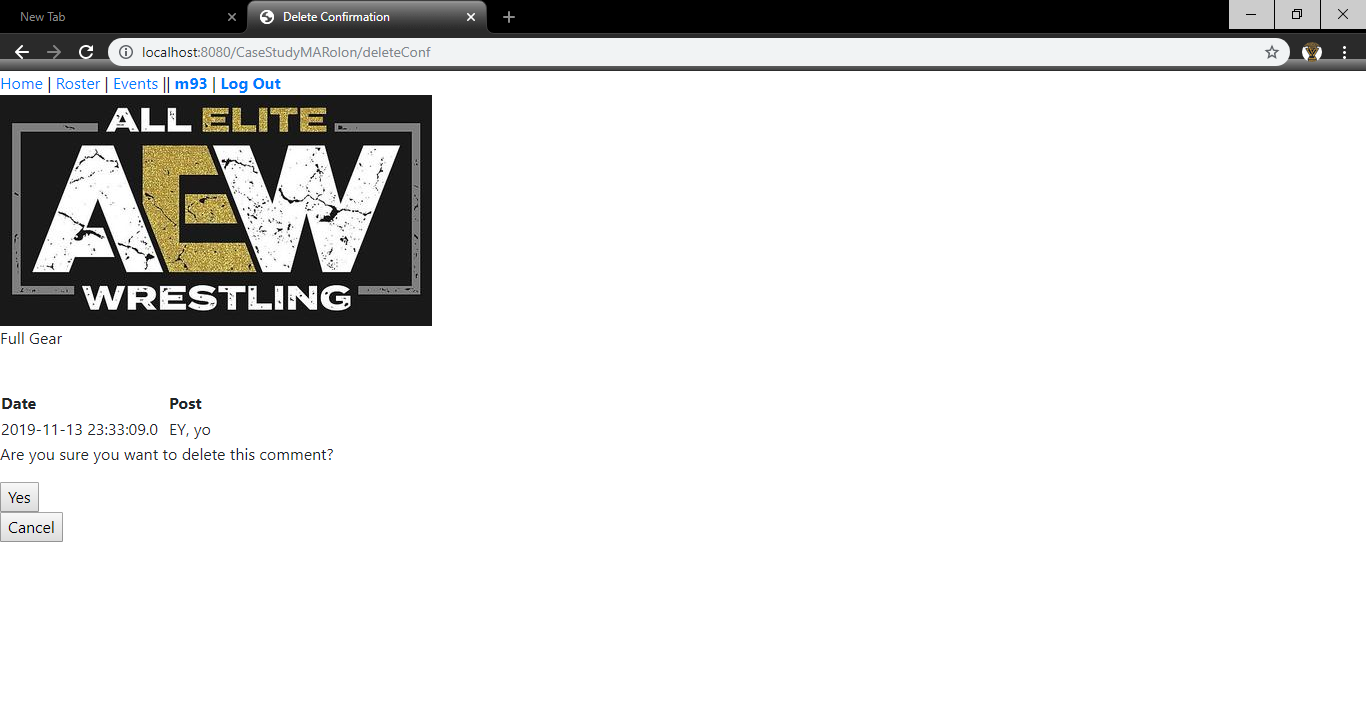 New Tab
Delete Confirmation
localhost:8080/CaseStudyMARolon/deleteConf
Home | Roster | Events || m93 | Log Out
ALL ELITE
AEW
WRESTLING
Full Gear
Date Post
2019-11-13 23:33:09.0 EY, yo
Are you sure you want to delete this comment?
Yes
Cancel